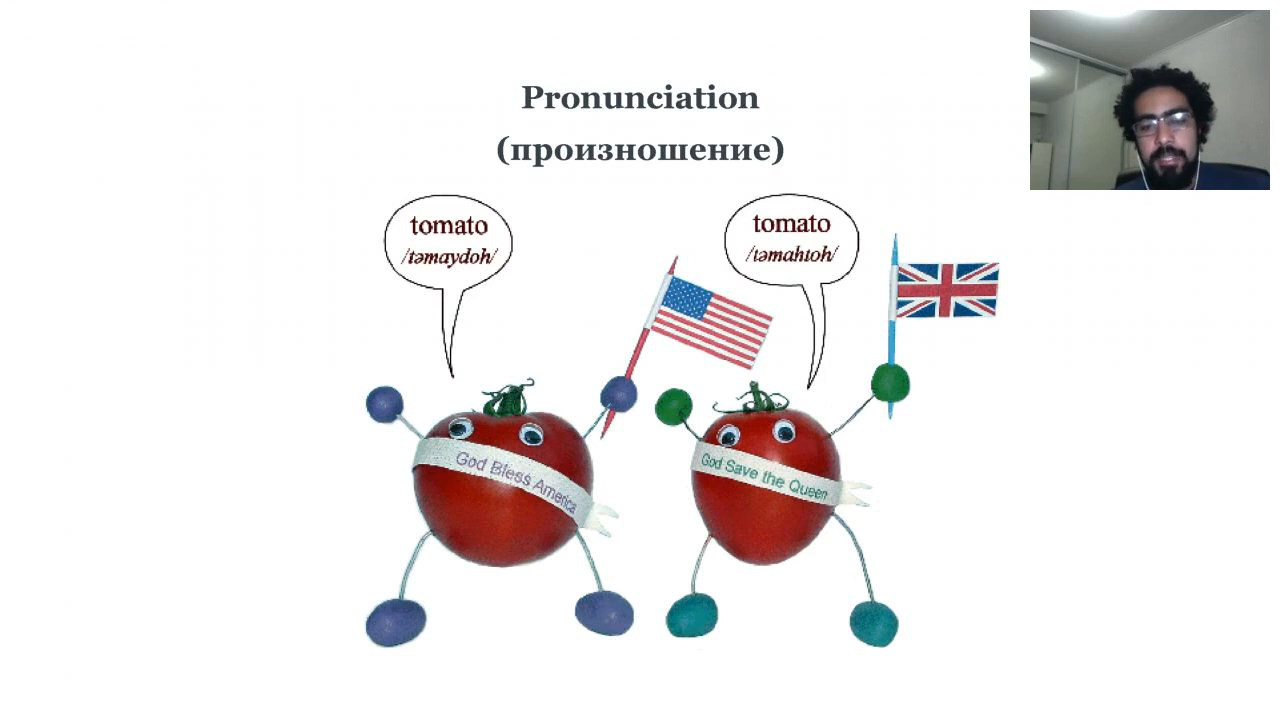 Pronunciation
(произношение)
tomato
/təmaydoh/
tomato
/təmahtoh/
God Bless America
God Save the Queen